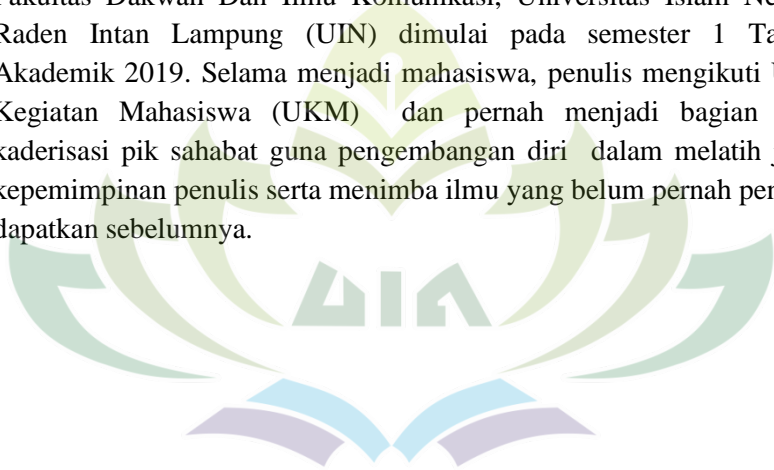 Fakultas Dakwah Dan Ilmu Komunikasi, Universitas Islam Ne
Raden Intan Lampung (UIN) dimulai pada semester 1 Ta
Akademik 2019. Selama menjadi mahasiswa, penulis mengikuti U
Kegiatan Mahasiswa (UKM) dan pernah menjadi bagian
kaderisasi pik sahabat guna pengembangan diri dalam melatih j
kepemimpinan penulis serta menimba ilmu yang belum pernah pen
dapatkan sebelumnya.
UIN